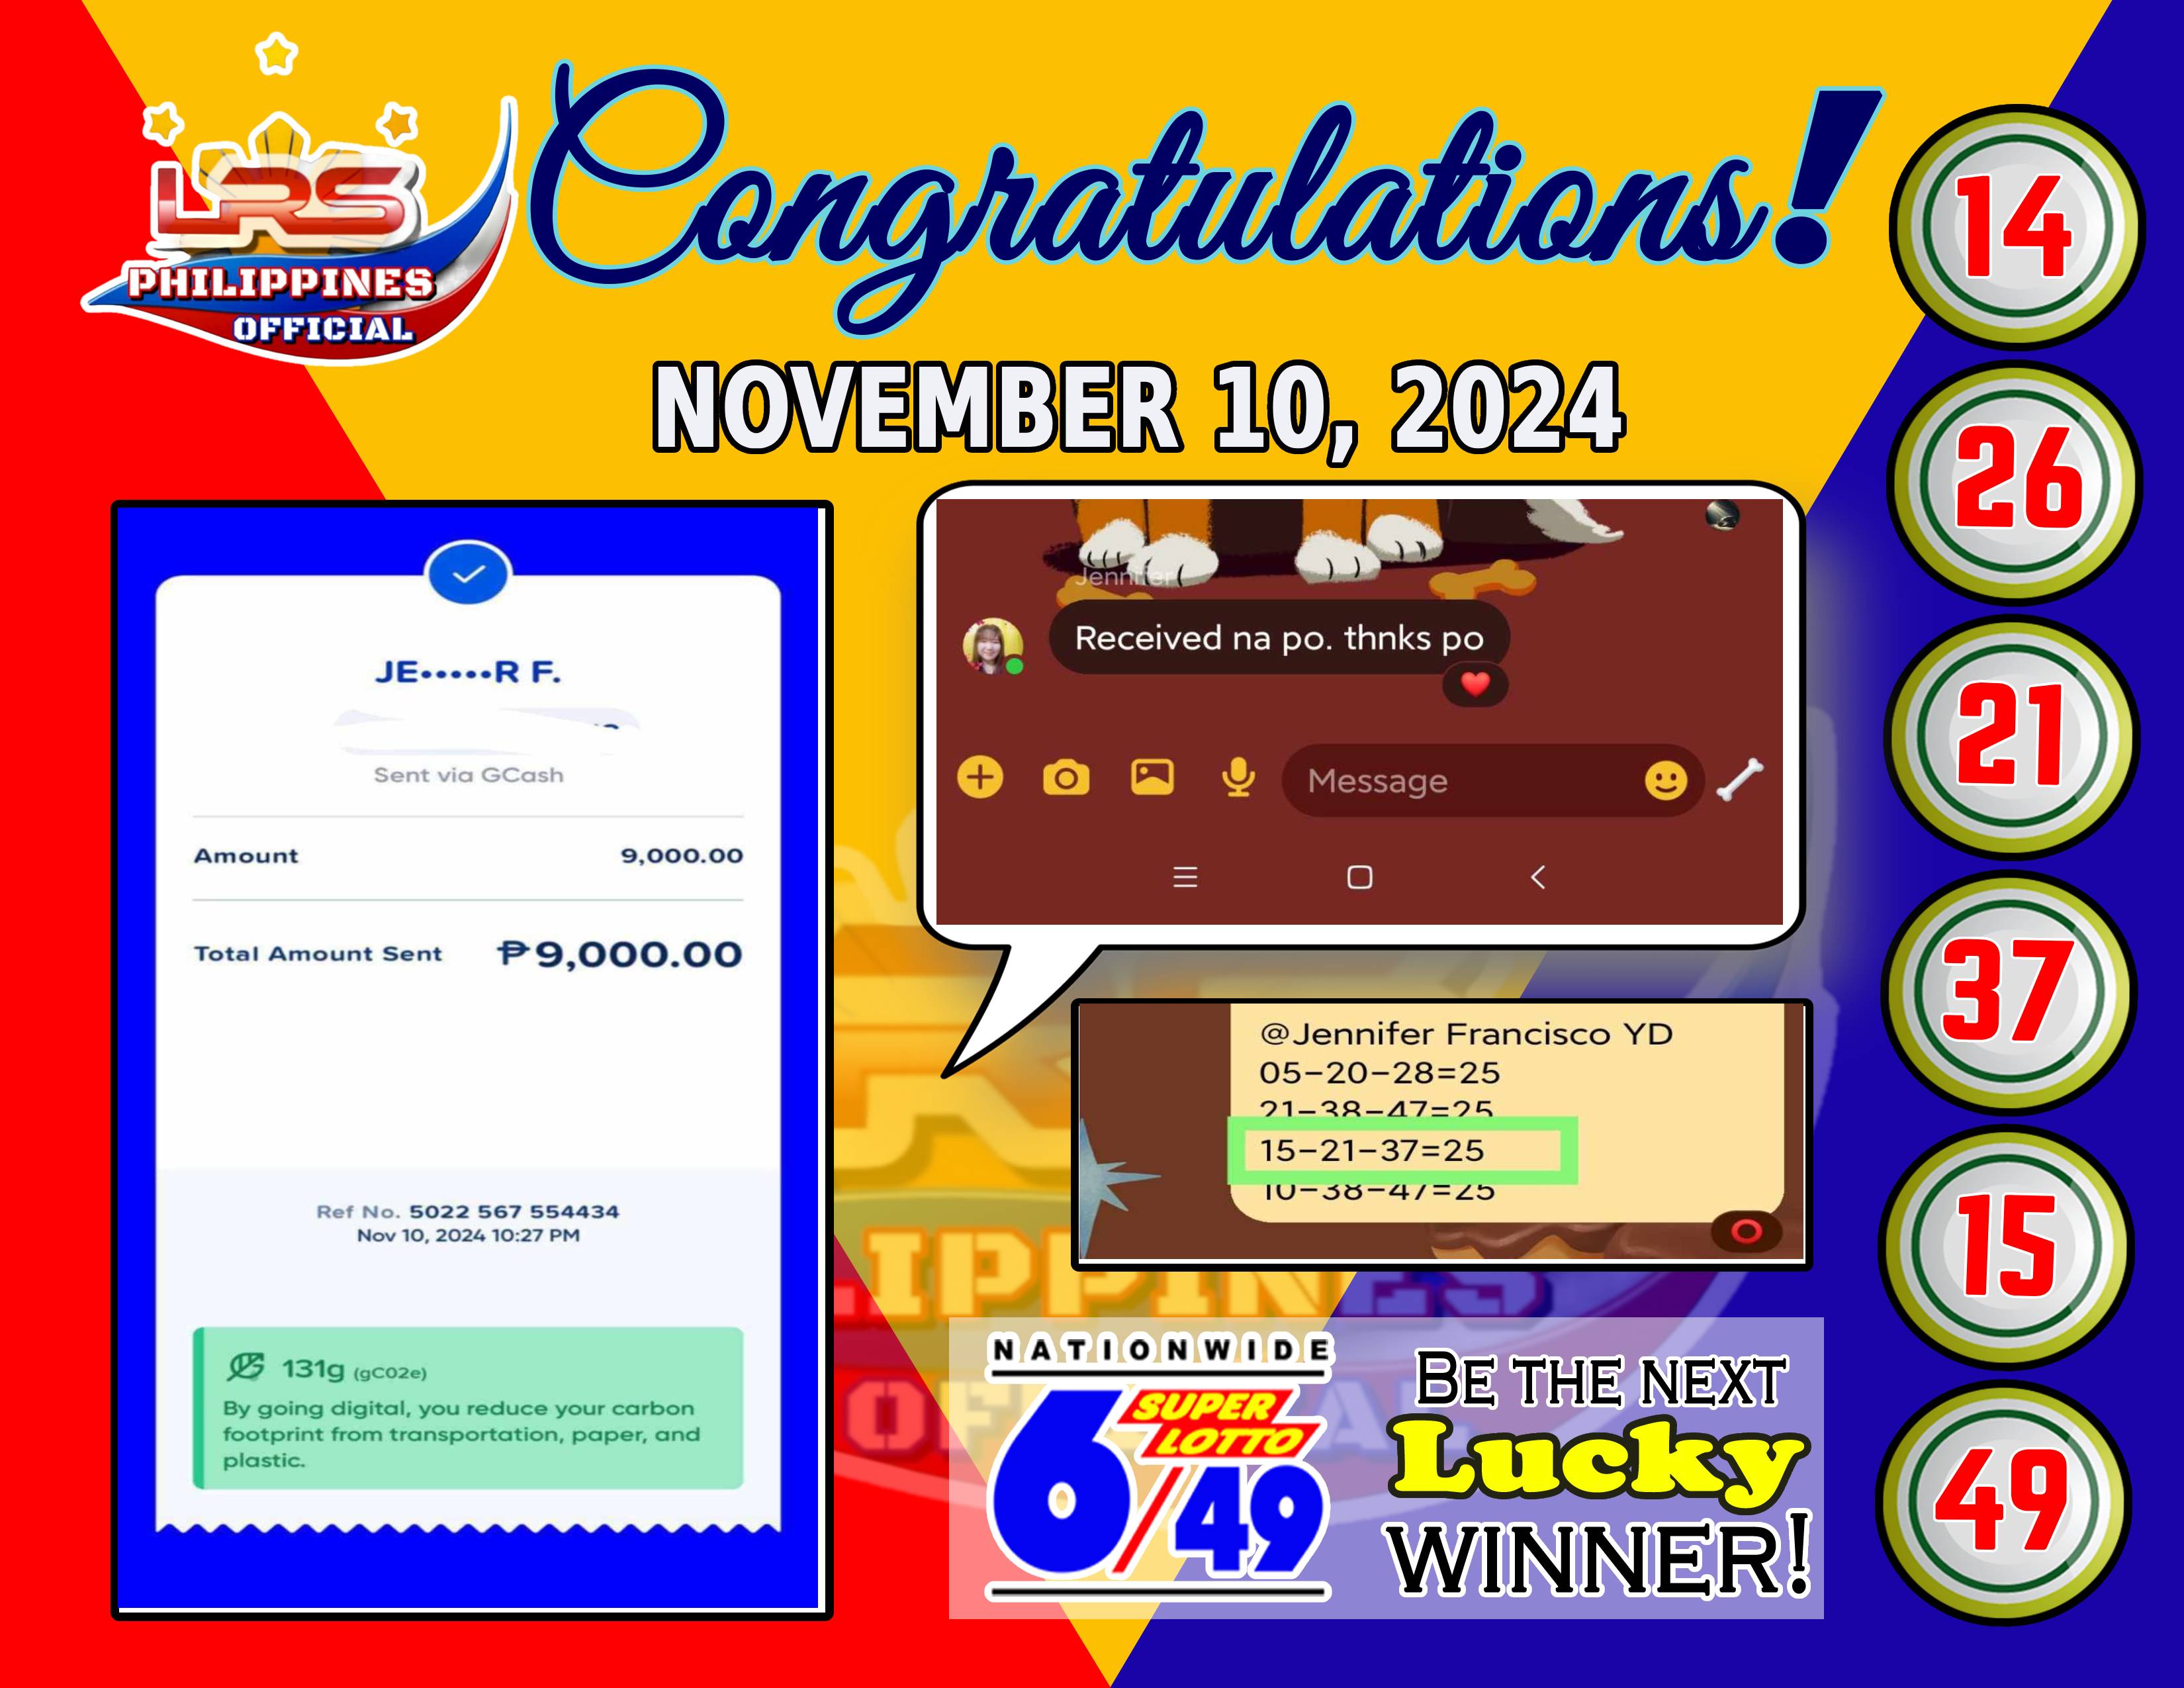 LRS
PHILIPPINES
OFFICIAL
Congratulations!
NOVEMBER 10, 2024
JE•••••R F.
Sent via GCash
Amount 9,000.00
Total Amount Sent ₱9,000.00
Ref No. 5022 567 554434
Nov 10, 2024 10:27 PM
131g (gCO2e)
By going digital, you reduce your carbon
footprint from transportation, paper, and
plastic.
Jennifer
Received na po. thnks po
Message
@Jennifer Francisco YD
05-20-28=25
21-38-47=25
15-21-37=25
10-38-47=25
NATIONWIDE
SUPER
LOTTO
6/49
BE THE NEXT
Lucky
WINNER!
14
26
21
37
15
49